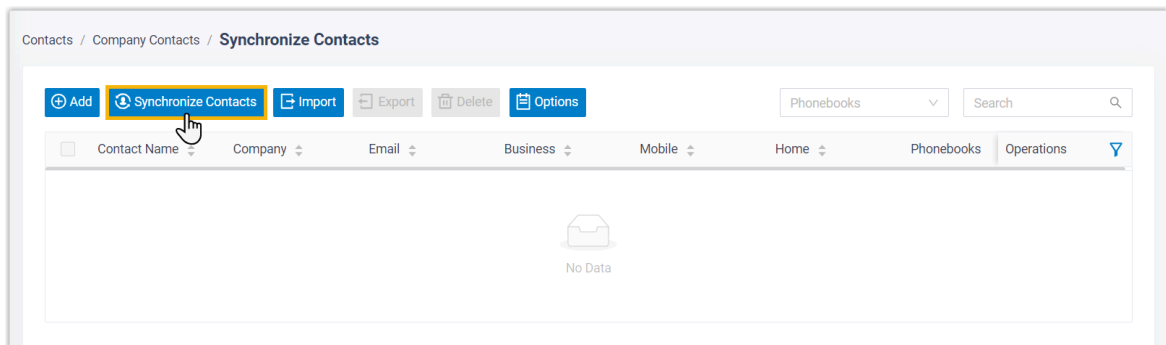 Contacts / Company Contacts / Synchronize Contacts
Add Synchronize Contacts Import Export Delete Options Phonebooks Search
Contact Name Company Email Business Mobile Home Phonebooks Operations
No Data